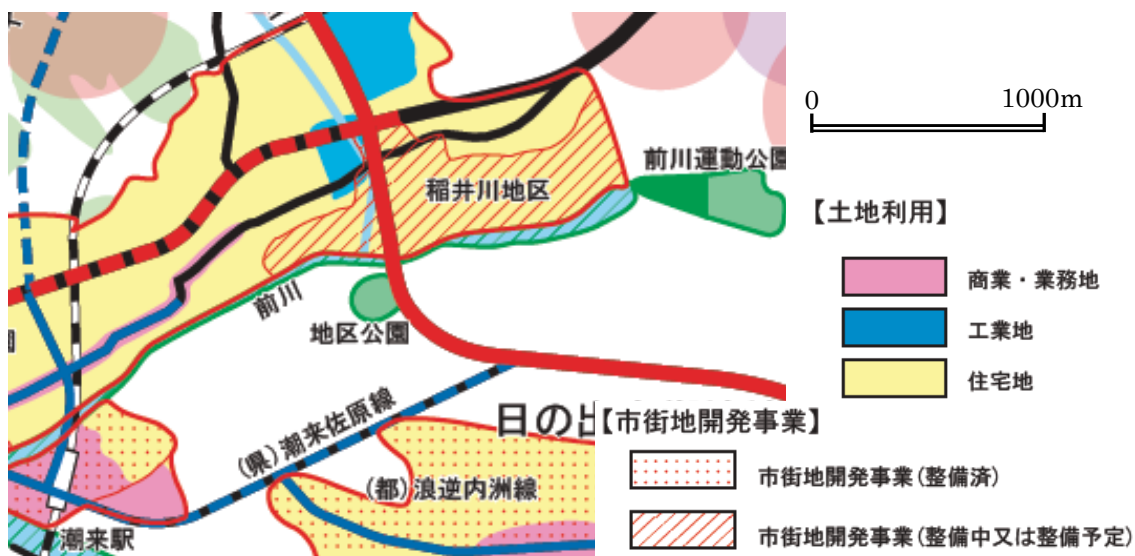 0 1000m
前川運動公園
稲井川地区
【土地利用】
商業・業務地
前川
地区公園
工業地
住宅地
日の出
【市街地開発事業】
(県)潮来佐原線
(都)浪逆内洲線
市街地開発事業(整備済)
潮来駅
市街地開発事業(整備中又は整備予定)